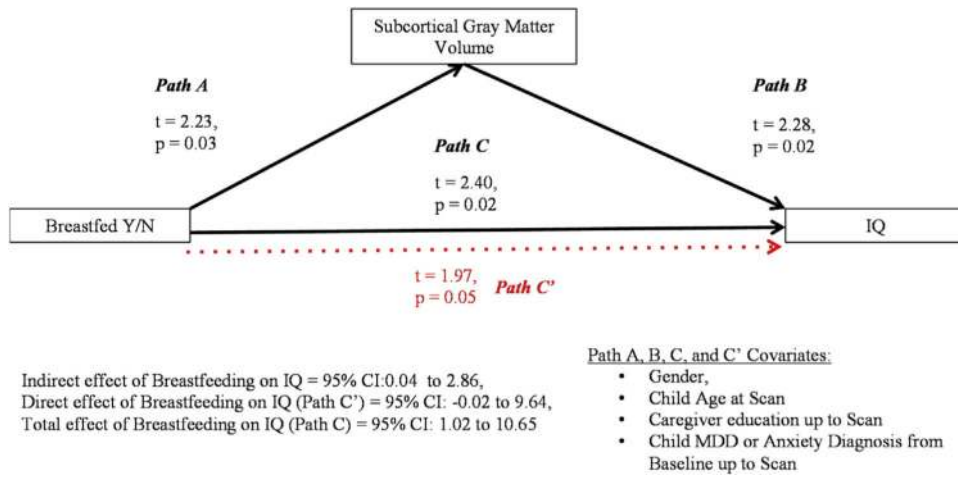 Subcortical Gray Matter
Volume
Path A
t = 2.23,
p = 0.03
Path B
t = 2.28,
p = 0.02
Path C
t = 2.40,
p = 0.02
Breastfed Y/N
IQ
t = 1.97,
p = 0.05
Path C’
Indirect effect of Breastfeeding on IQ = 95% CI:0.04 to 2.86,
Direct effect of Breastfeeding on IQ (Path C’) = 95% CI: -0.02 to 9.64,
Total effect of Breastfeeding on IQ (Path C) = 95% CI: 1.02 to 10.65
Path A, B, C, and C’ Covariates:
• Gender,
• Child Age at Scan
• Caregiver education up to Scan
• Child MDD or Anxiety Diagnosis from
Baseline up to Scan